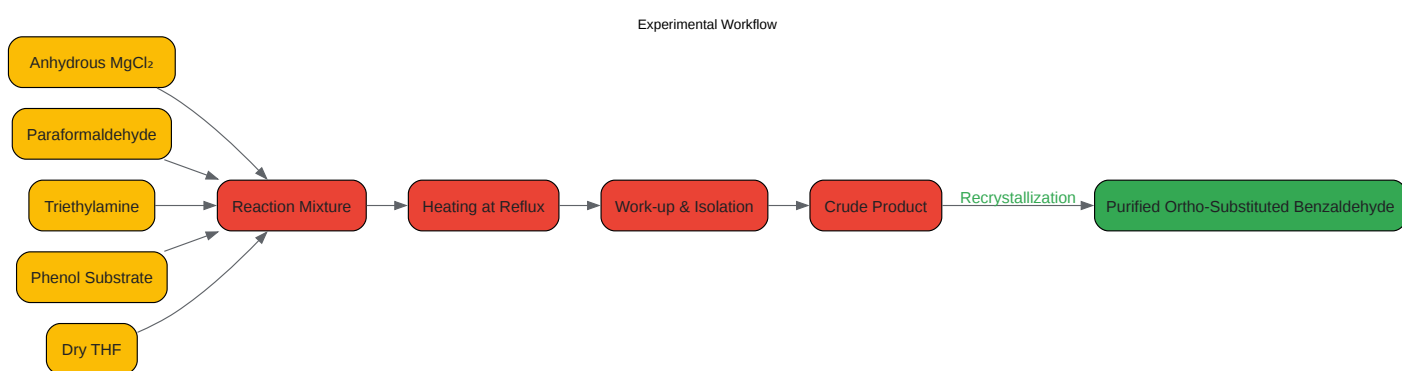 Experimental Workflow
Anhydrous MgCl₂
Paraformaldehyde
Triethylamine
Phenol Substrate
Dry THF
Reaction Mixture
Heating at Reflux
Work-up & Isolation
Crude Product
Recrystallization
Purified Ortho-Substituted Benzaldehyde